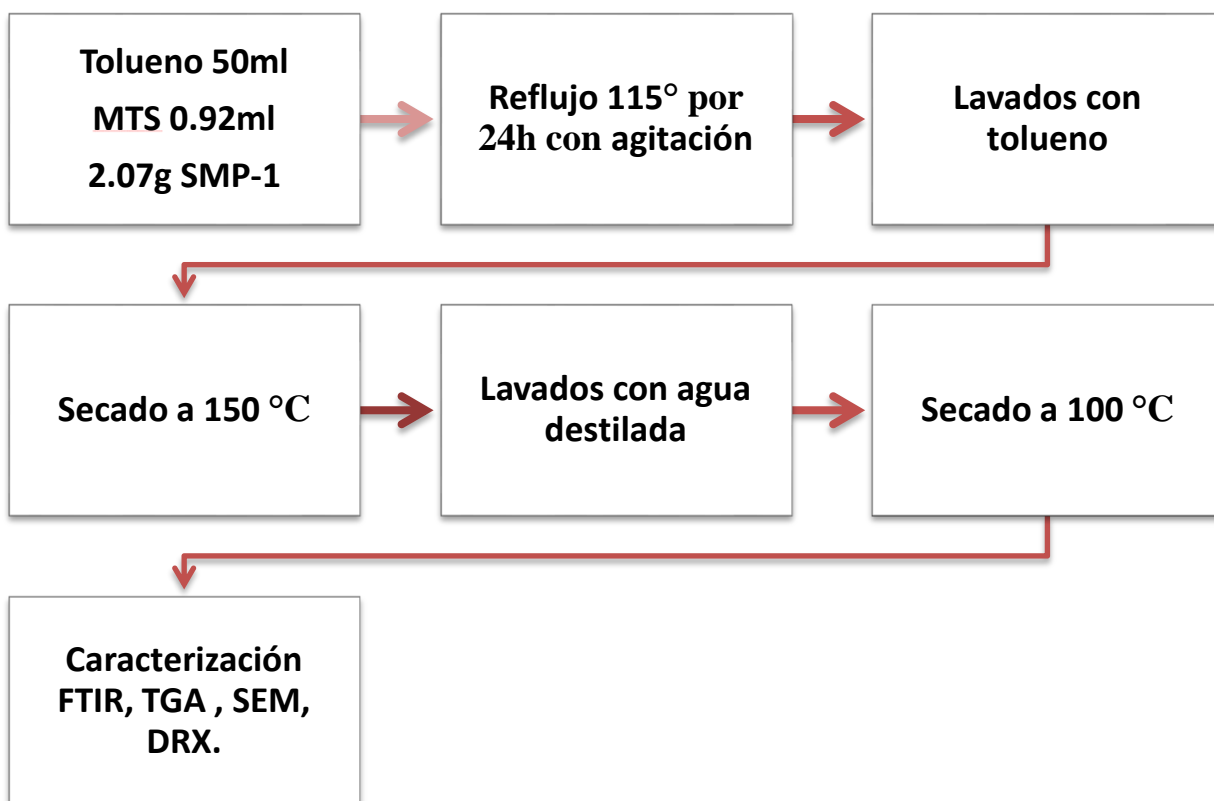 Tolueno 50ml
MTS 0.92ml
2.07g SMP-1
Reflujo 115° por
24h con agitación
Lavados con
tolueno
Secado a 150 °C
Lavados con agua
destilada
Secado a 100 °C
Caracterización
FTIR, TGA , SEM,
DRX.